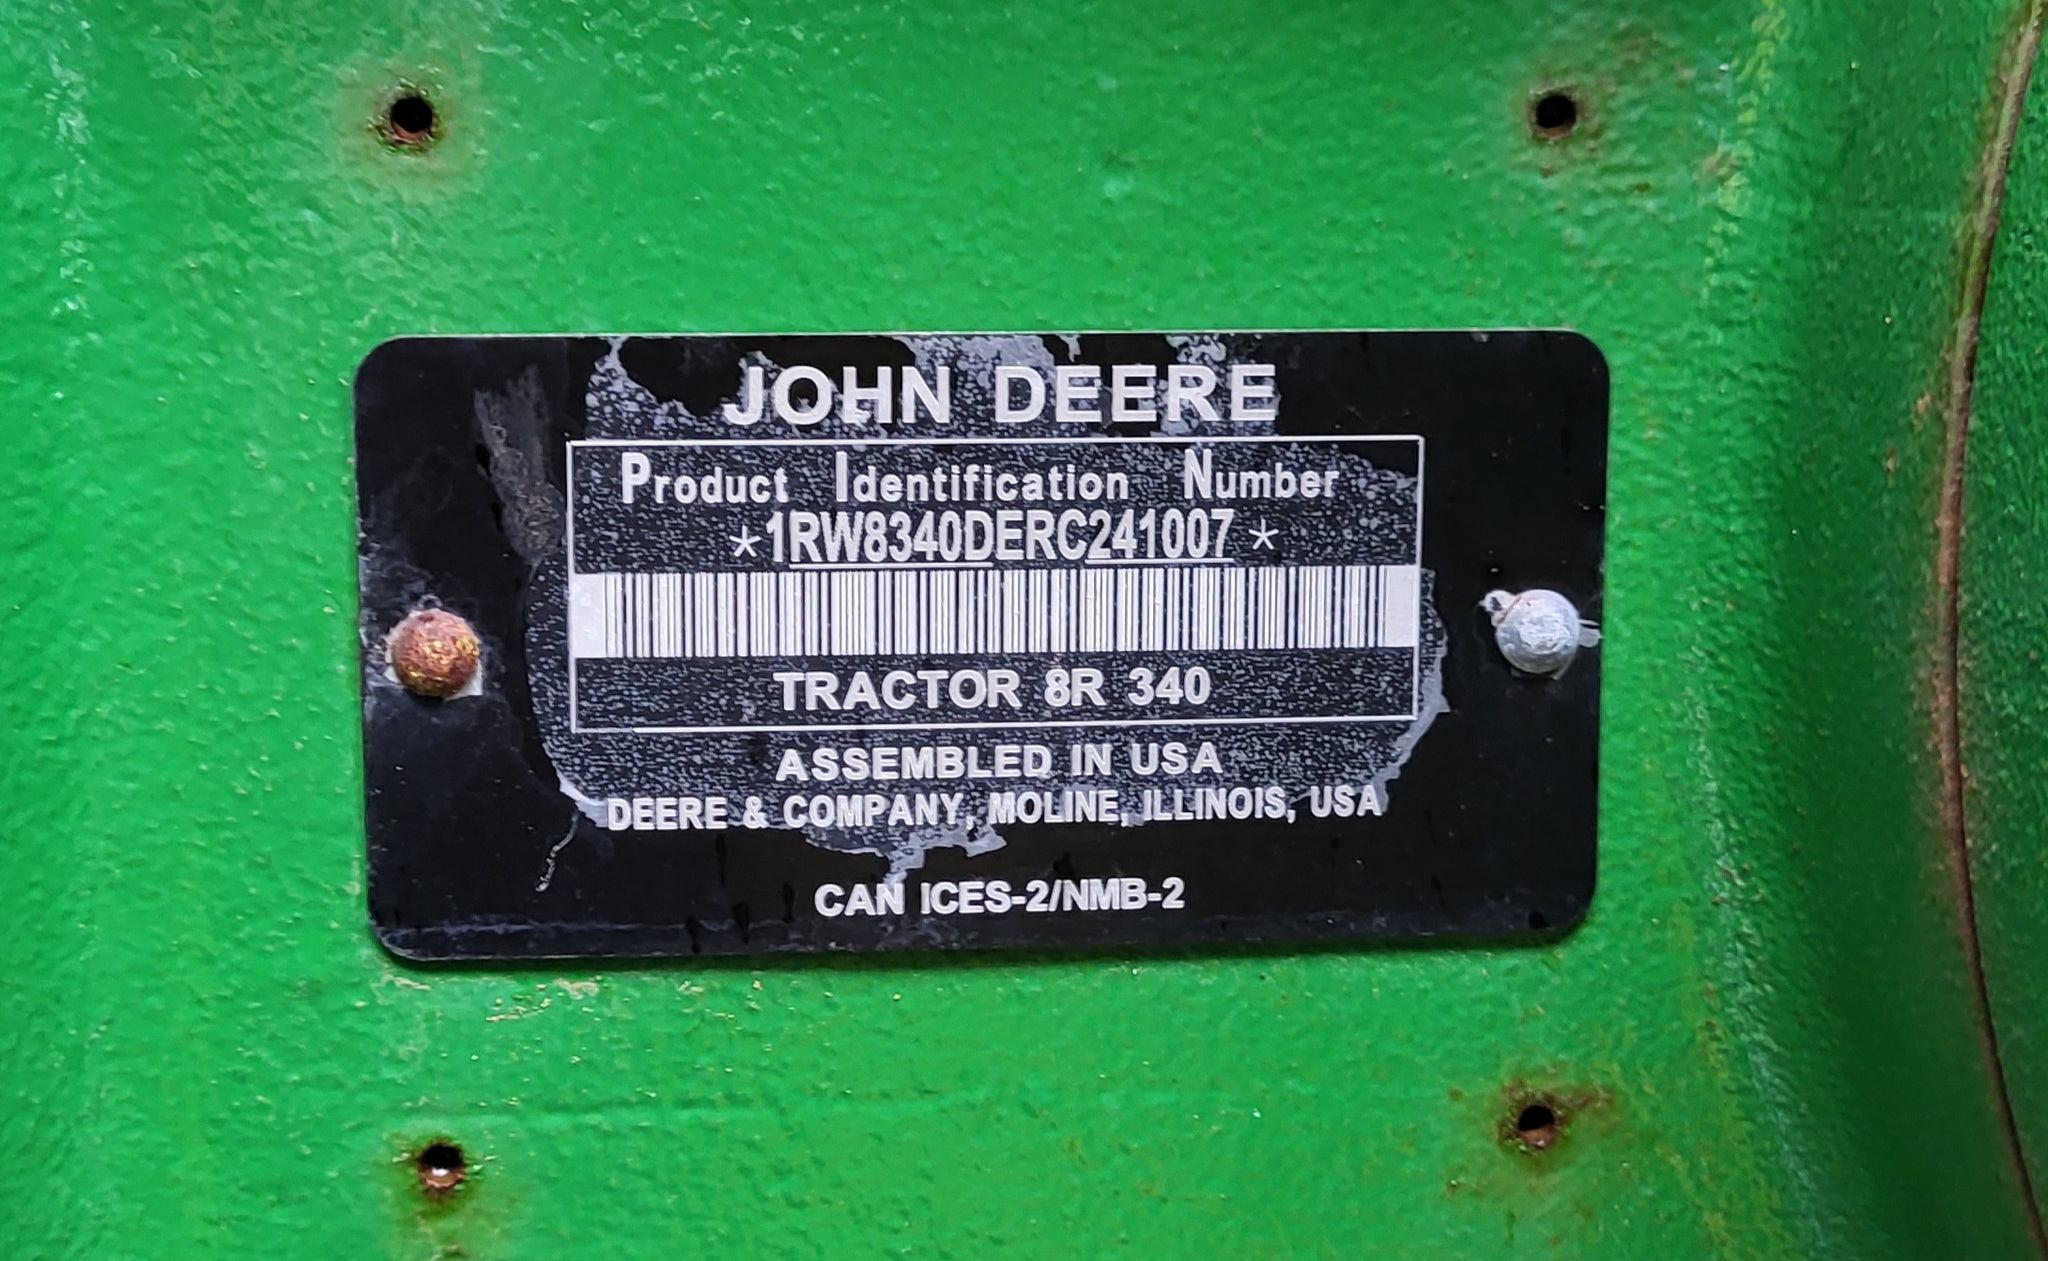 JOHN DEERE
Product Identification Number
*1RW8340DERC241007*
TRACTOR 8R 340
ASSEMBLED IN USA
DEERE & COMPANY, MOLINE, ILLINOIS, USA
CAN ICES-2/NMB-2